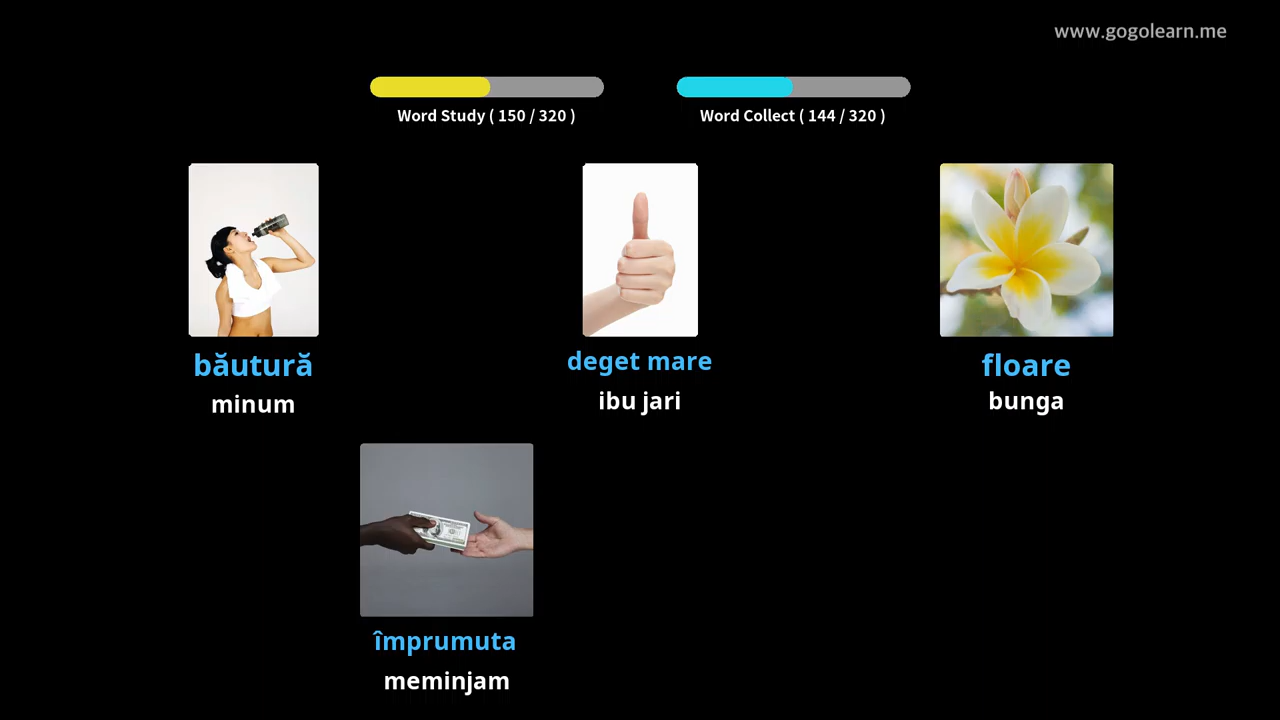 www.gogolearn.me
Word Study ( 150 / 320 )
Word Collect ( 144 / 320 )
băutură
minum
deget mare
ibu jari
floare
bunga
împrumuta
meminjam